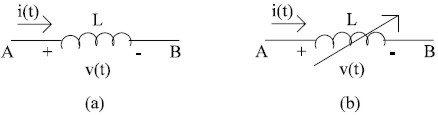 i(t) L
A + - B
v(t)
(a)
i(t) L
A + - B
v(t)
(b)